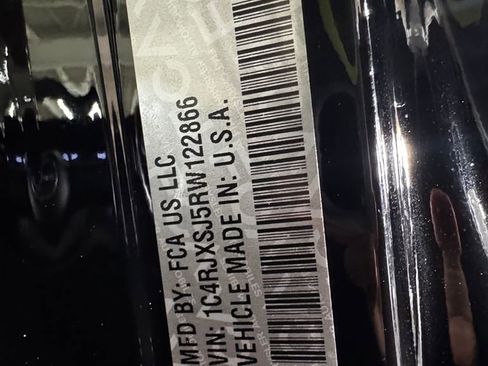 MFD BY: FCA US LLC
VIN: 1C4RJXSJ5RW122866
VEHICLE MADE IN: U.S.A.